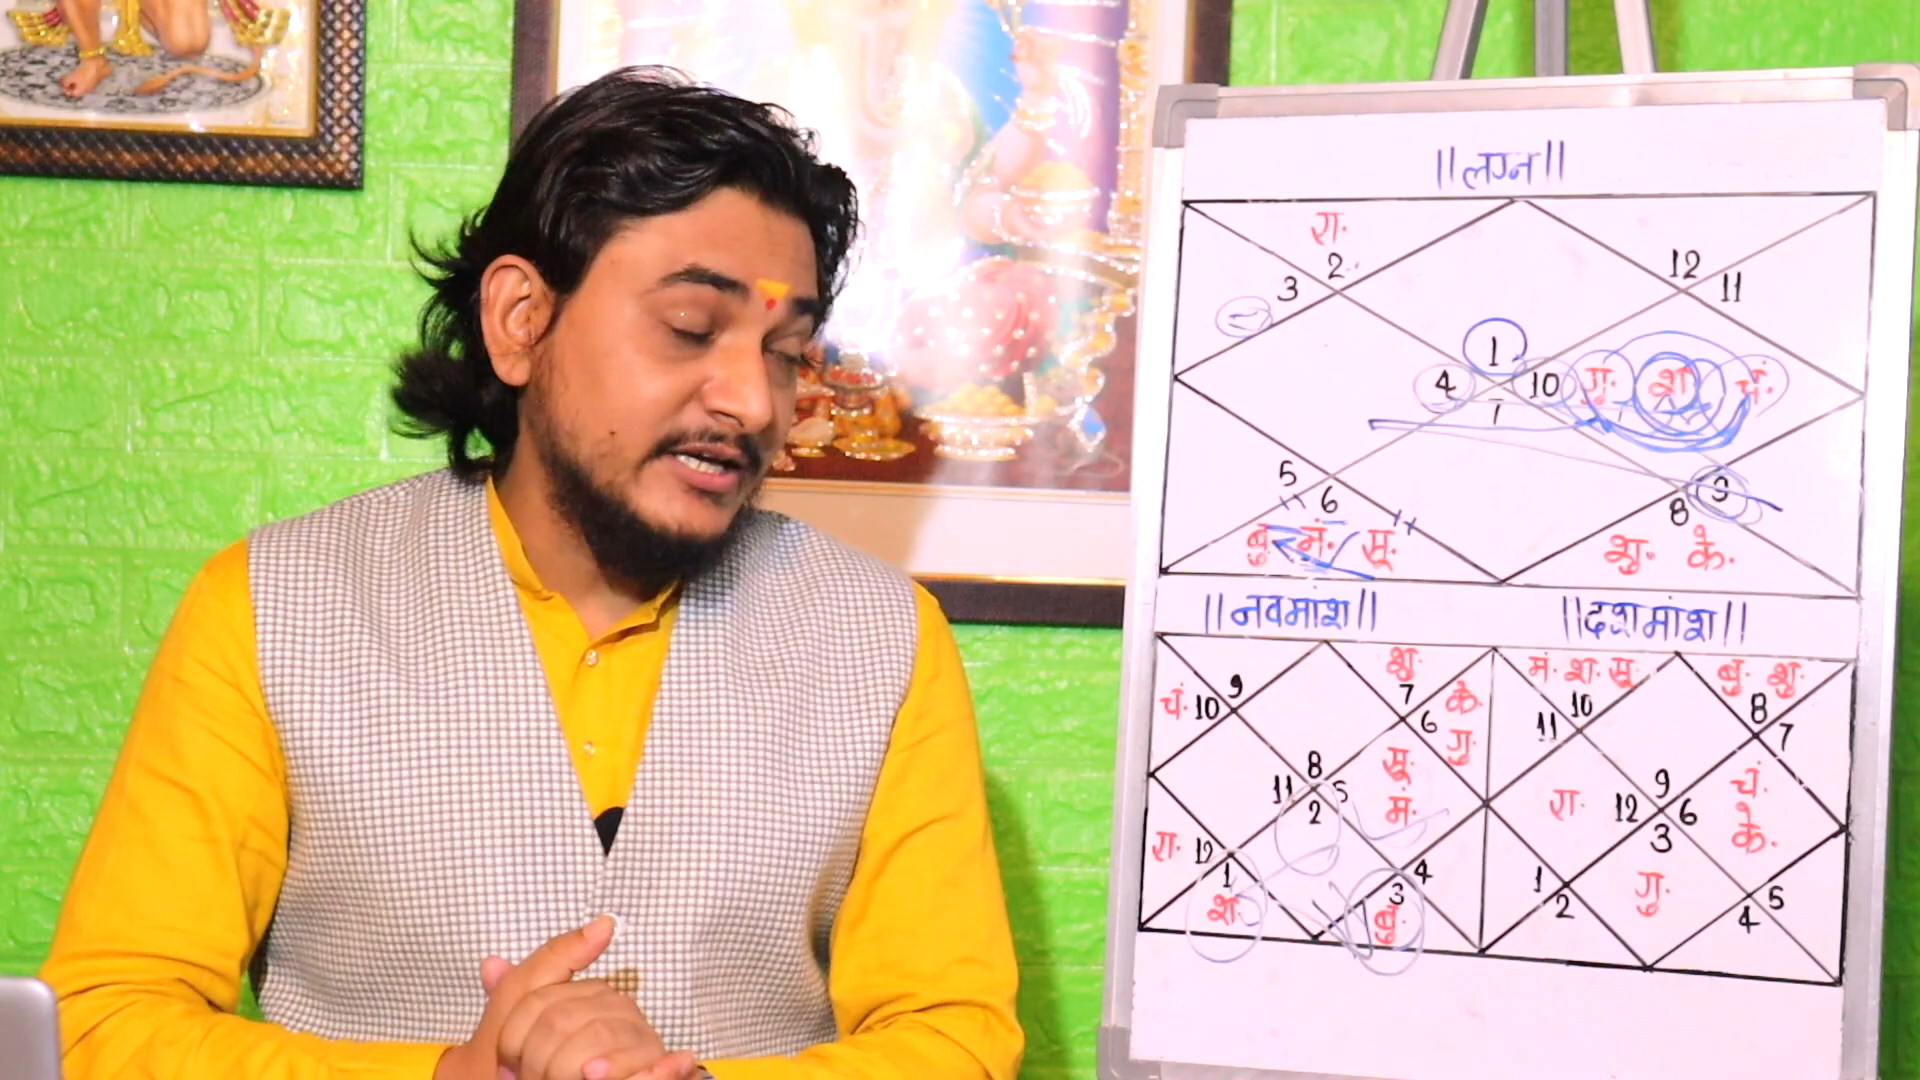 ||लग्न||
रा.
2
12
3
11
1
4 10 गु. श. चं.
7
5
9
6
8
बु. मं. सू.
शु. के.
||नवमांश|| ||दशमांश||
शु.
मं. श. सू.
बु. शु.
9
चं. 10
7 के.
6
गु.
10
11
8
7
8
सू.
11 5
मं.
2
9
चं.
रा. 12 6
के.
3
रा. 12
1
श.
4
3
बु.
1
2
गु.
5
4